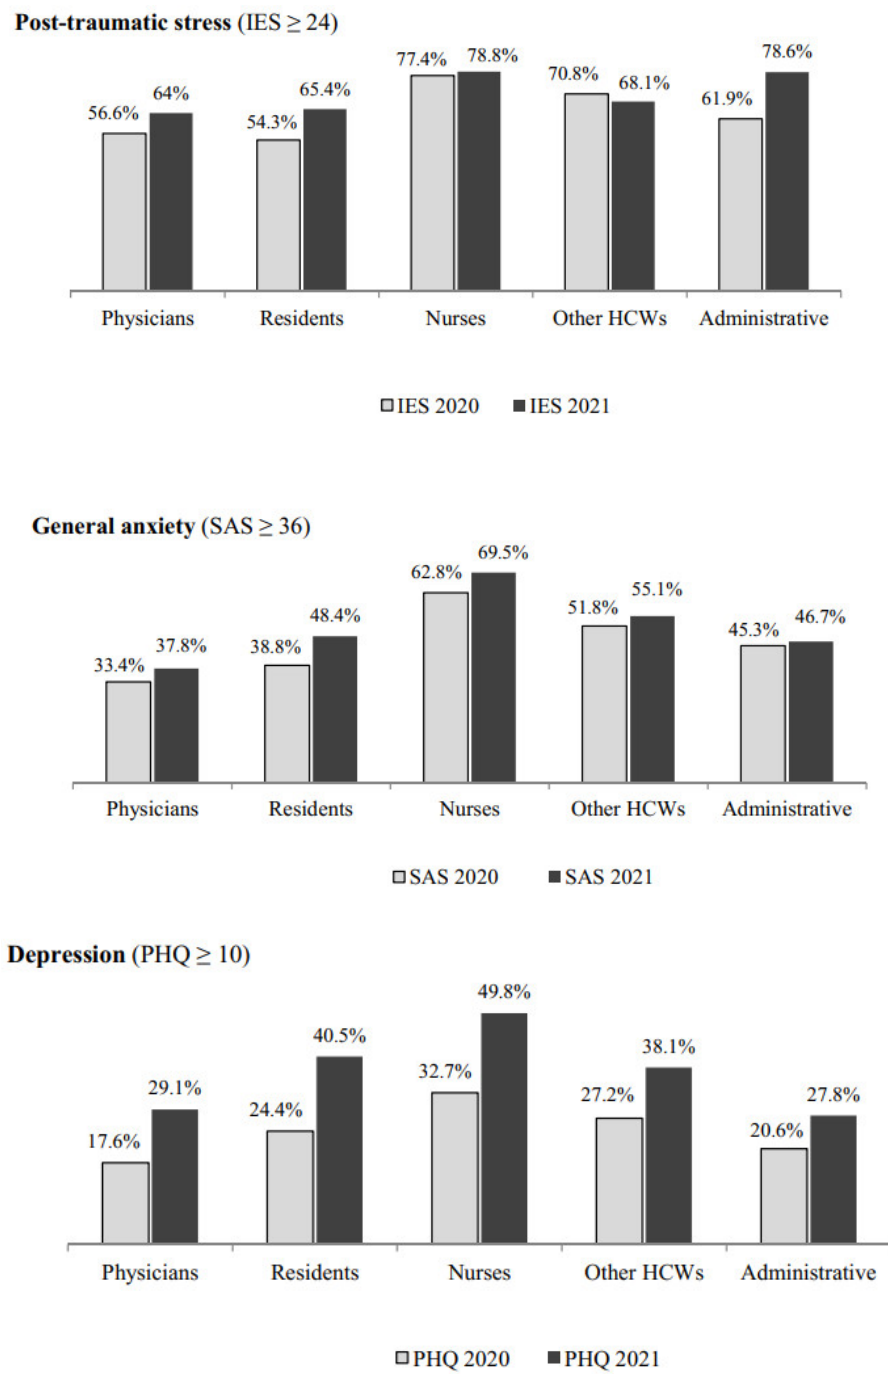 Post-traumatic stress (IES ≥ 24)
56.6% 64% 54.3% 65.4% 77.4% 78.8% 70.8% 68.1% 61.9% 78.6%
Physicians Residents Nurses Other HCWs Administrative
IES 2020 IES 2021
General anxiety (SAS ≥ 36)
33.4% 37.8% 38.8% 48.4% 62.8% 69.5% 51.8% 55.1% 45.3% 46.7%
Physicians Residents Nurses Other HCWs Administrative
SAS 2020 SAS 2021
Depression (PHQ ≥ 10)
17.6% 29.1% 24.4% 40.5% 32.7% 49.8% 27.2% 38.1% 20.6% 27.8%
Physicians Residents Nurses Other HCWs Administrative
PHQ 2020 PHQ 2021